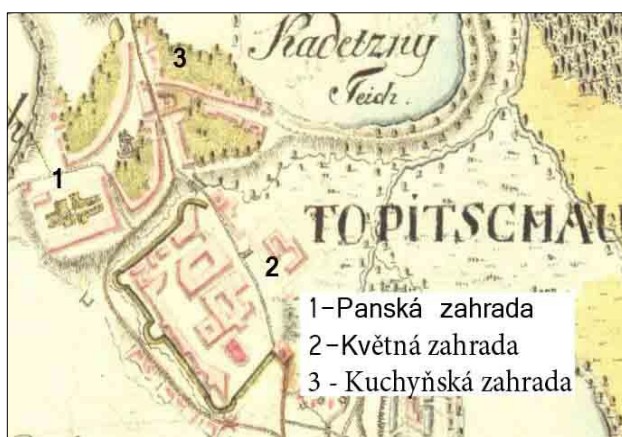 3
Kadetzny
Teich.
1
TOPITSCHAU
2
1-Panská zahrada
2-Květná zahrada
3 - Kuchyňská zahrada